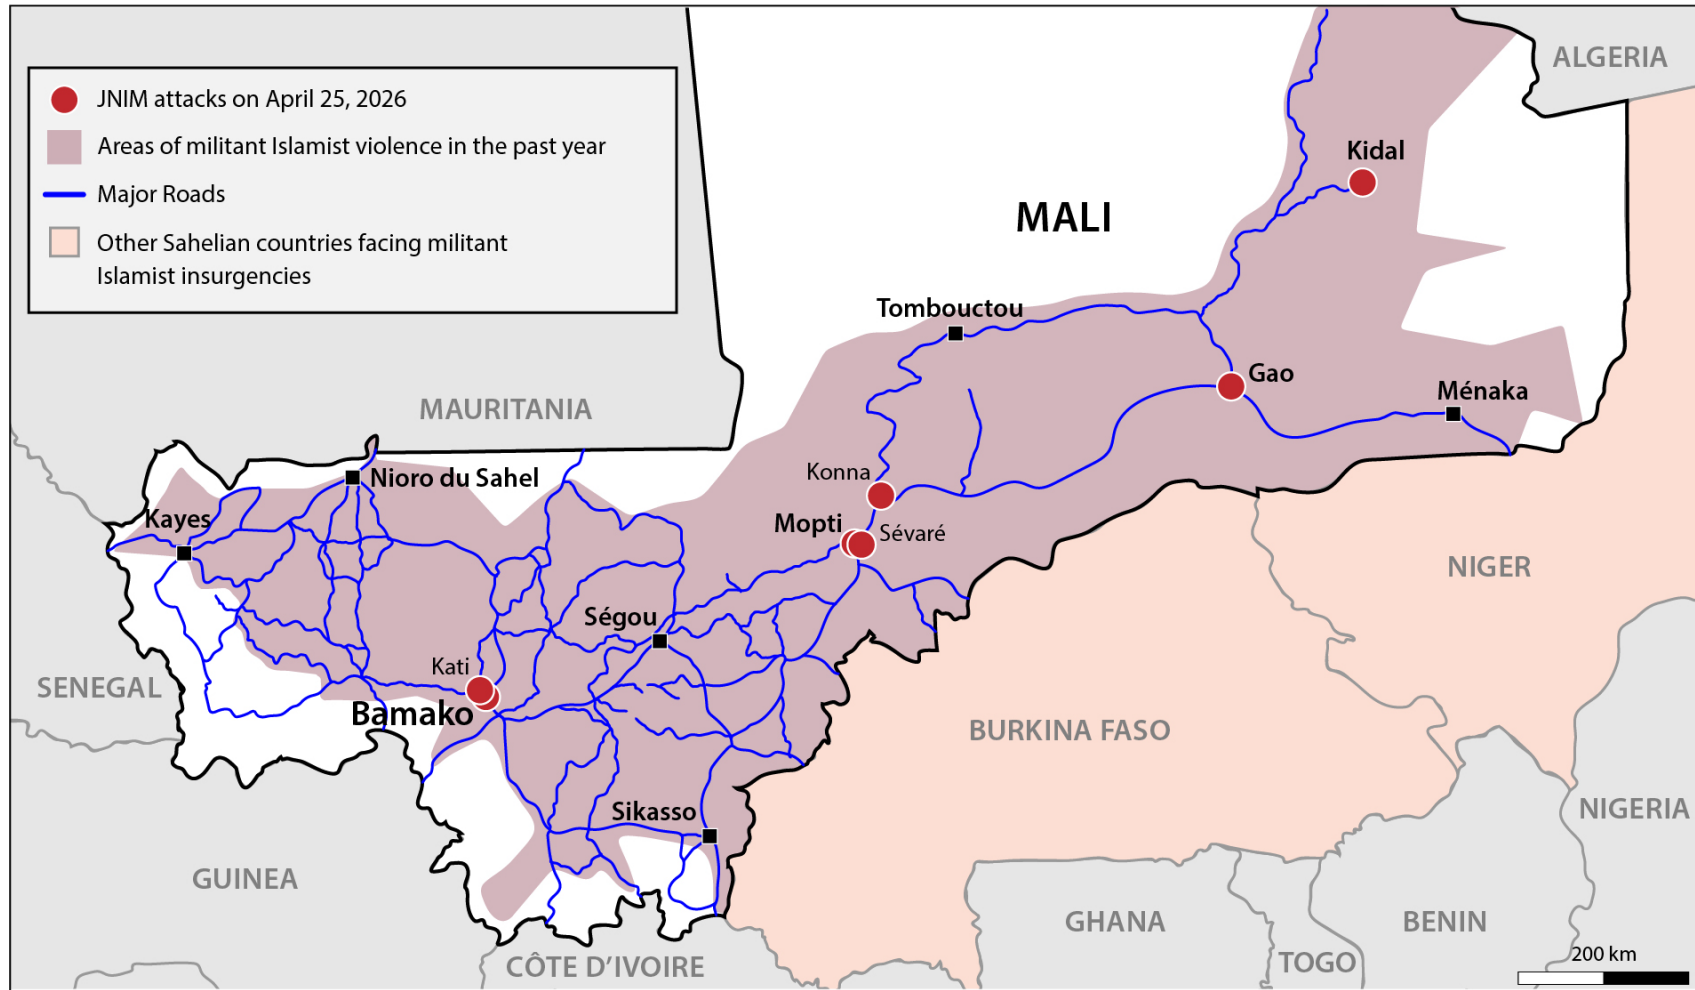 JNIM attacks on April 25, 2026
Areas of militant Islamist violence in the past year
Major Roads
Other Sahelian countries facing militant
Islamist insurgencies
ALGERIA
Kidal
MALI
Tombouctou
Gao
Ménaka
MAURITANIA
Nioro du Sahel
Konna
Kayes
Mopti
Sévaré
NIGER
Ségou
Kati
SENEGAL
Bamako
BURKINA FASO
Sikasso
NIGERIA
GUINEA
GHANA
BENIN
CÔTE D’IVOIRE
TOGO
200 km